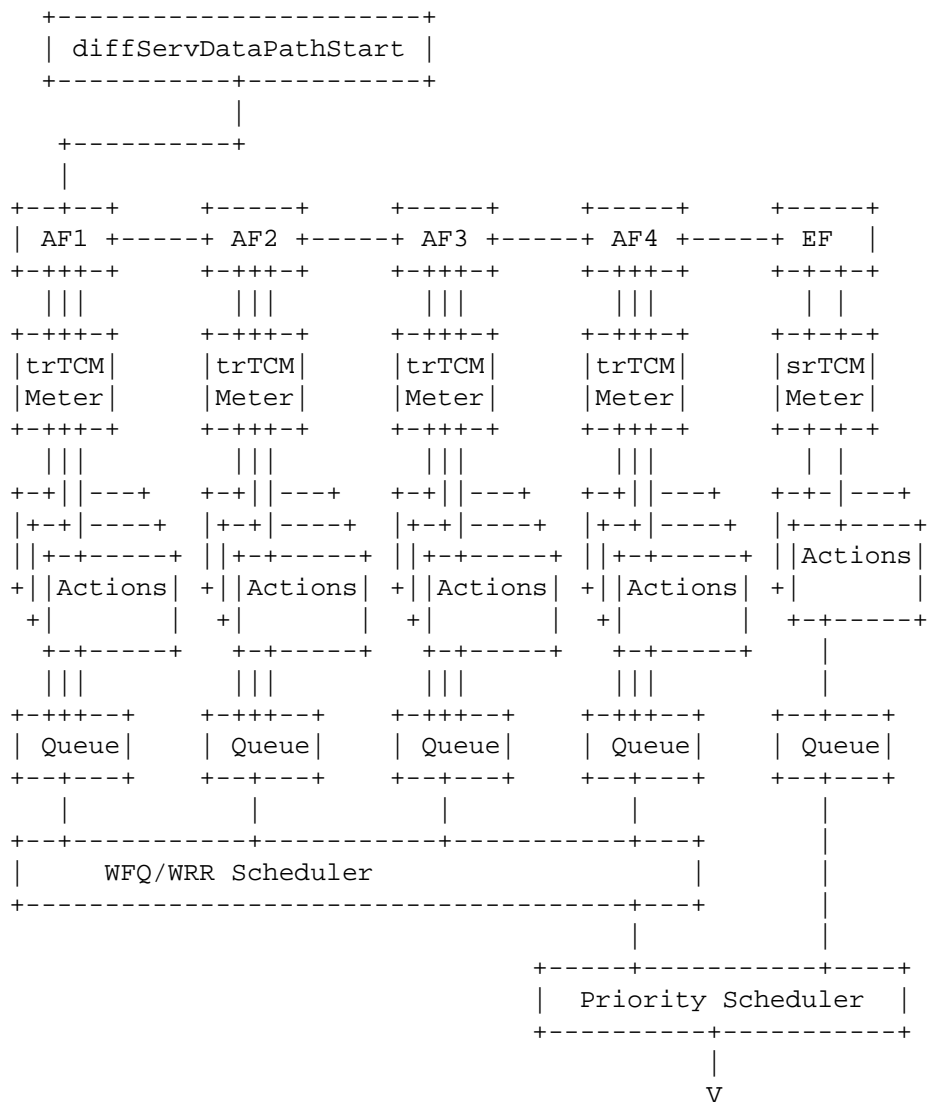 diffServDataPathStart
AF1 AF2 AF3 AF4 EF
trTCM trTCM trTCM trTCM srTCM
Meter Meter Meter Meter Meter
Actions
Actions Actions Actions Actions
Queue Queue Queue Queue Queue
WFQ/WRR Scheduler
Priority Scheduler
V